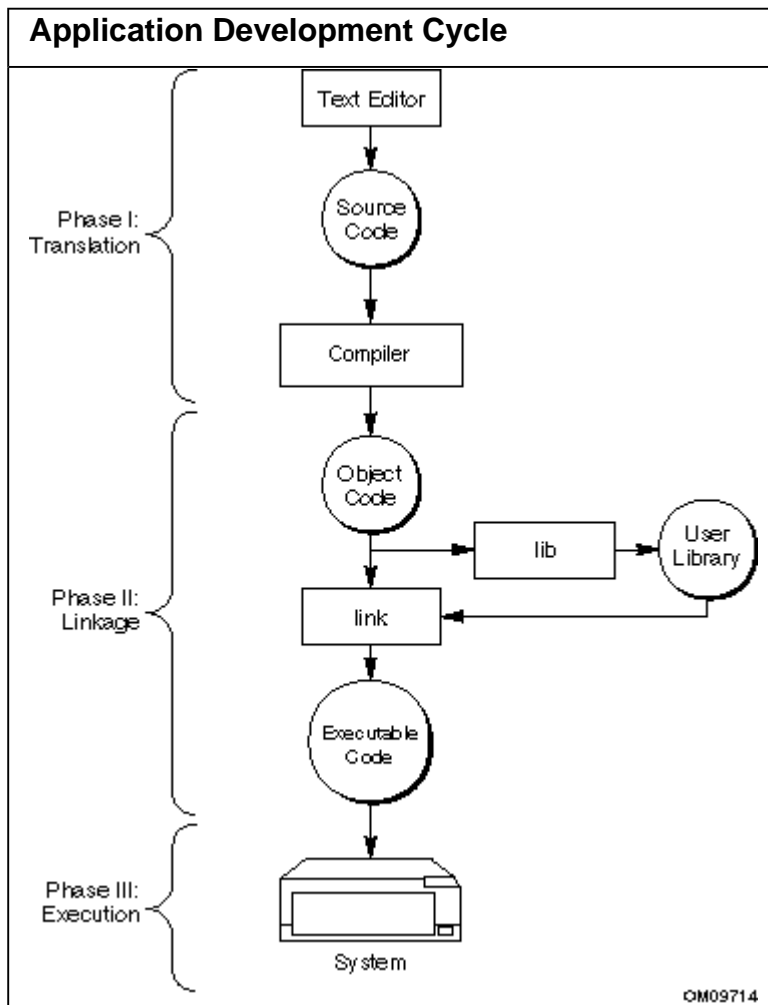 Application Development Cycle
Text Editor
Phase I:
Translation
Source
Code
Compiler
Phase II:
Linkage
Object
Code
lib
User
Library
link
Executable
Code
Phase III:
Execution
System
OM09714